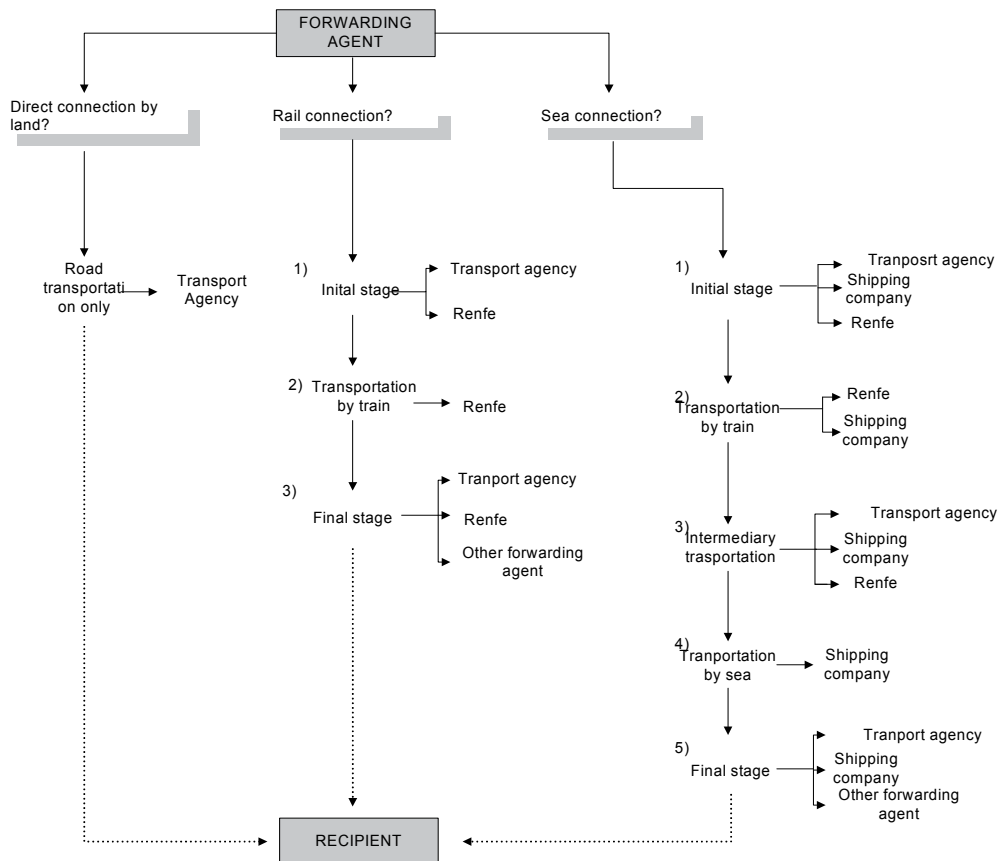 FORWARDING
AGENT
Direct connection by
land?
Rail connection?
Sea connection?
Road
transportati
on only
Transport
Agency
1)
Inital stage
Transport agency
Renfe
2)
Transportation
by train
Renfe
3)
Final stage
Tranport agency
Renfe
Other forwarding
agent
1)
Initial stage
Tranposrt agency
Shipping
company
Renfe
2)
Transportation
by train
Renfe
Shipping
company
3)
Intermediary
trasportation
Transport agency
Shipping
company
Renfe
4)
Tranportation
by sea
Shipping
company
5)
Final stage
Tranport agency
Shipping
company
Other forwarding
agent
RECIPIENT